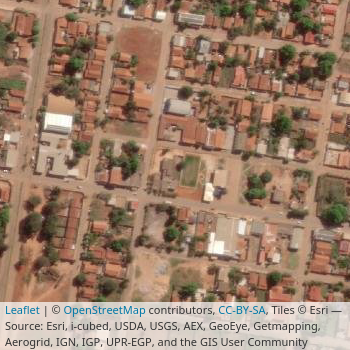 Leaflet | © OpenStreetMap contributors, CC-BY-SA, Tiles © Esri —
Source: Esri, i-cubed, USDA, USGS, AEX, GeoEye, Getmapping,
Aerogrid, IGN, IGP, UPR-EGP, and the GIS User Community